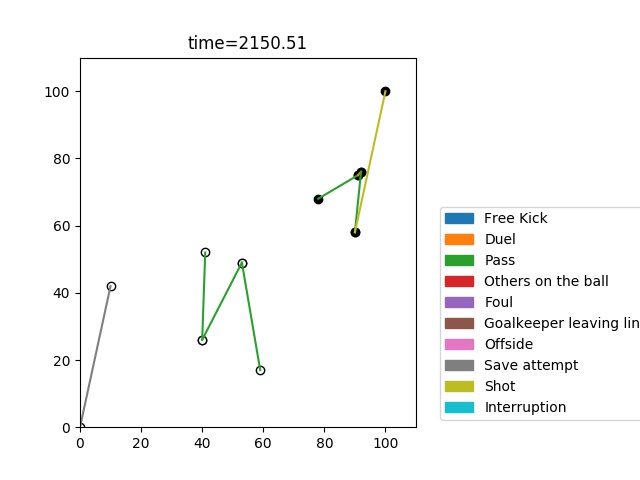 time=2150.51
100
80
60
40
20
0
0 20 40 60 80 100
Free Kick
Duel
Pass
Others on the ball
Foul
Goalkeeper leaving lin
Offside
Save attempt
Shot
Interruption